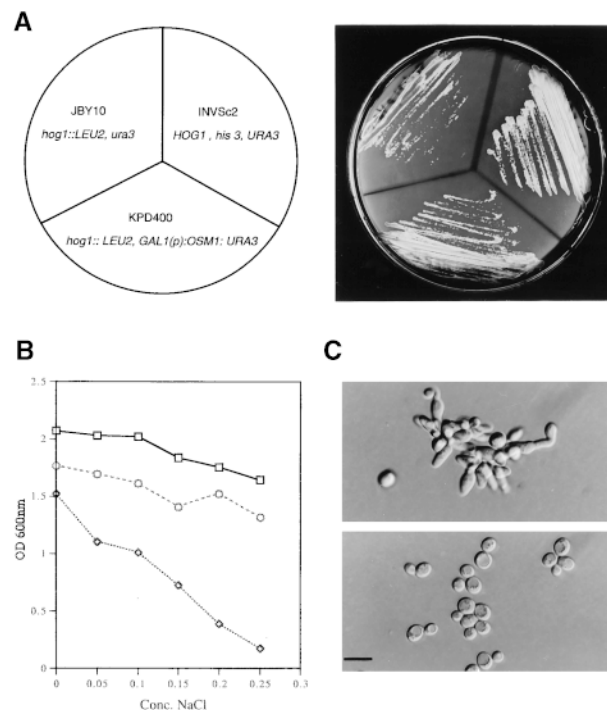 A
JBY10
hog1::LEU2, ura3
INVSc2
HOG1 , his 3, URA3
KPD400
hog1:: LEU2, GAL1(p):OSM1: URA3
B
2.5
2
1.5
1
0.5
0
OD 600nm
0
0.05
0.1
0.15
0.2
0.25
0.3
Conc. NaCl
C